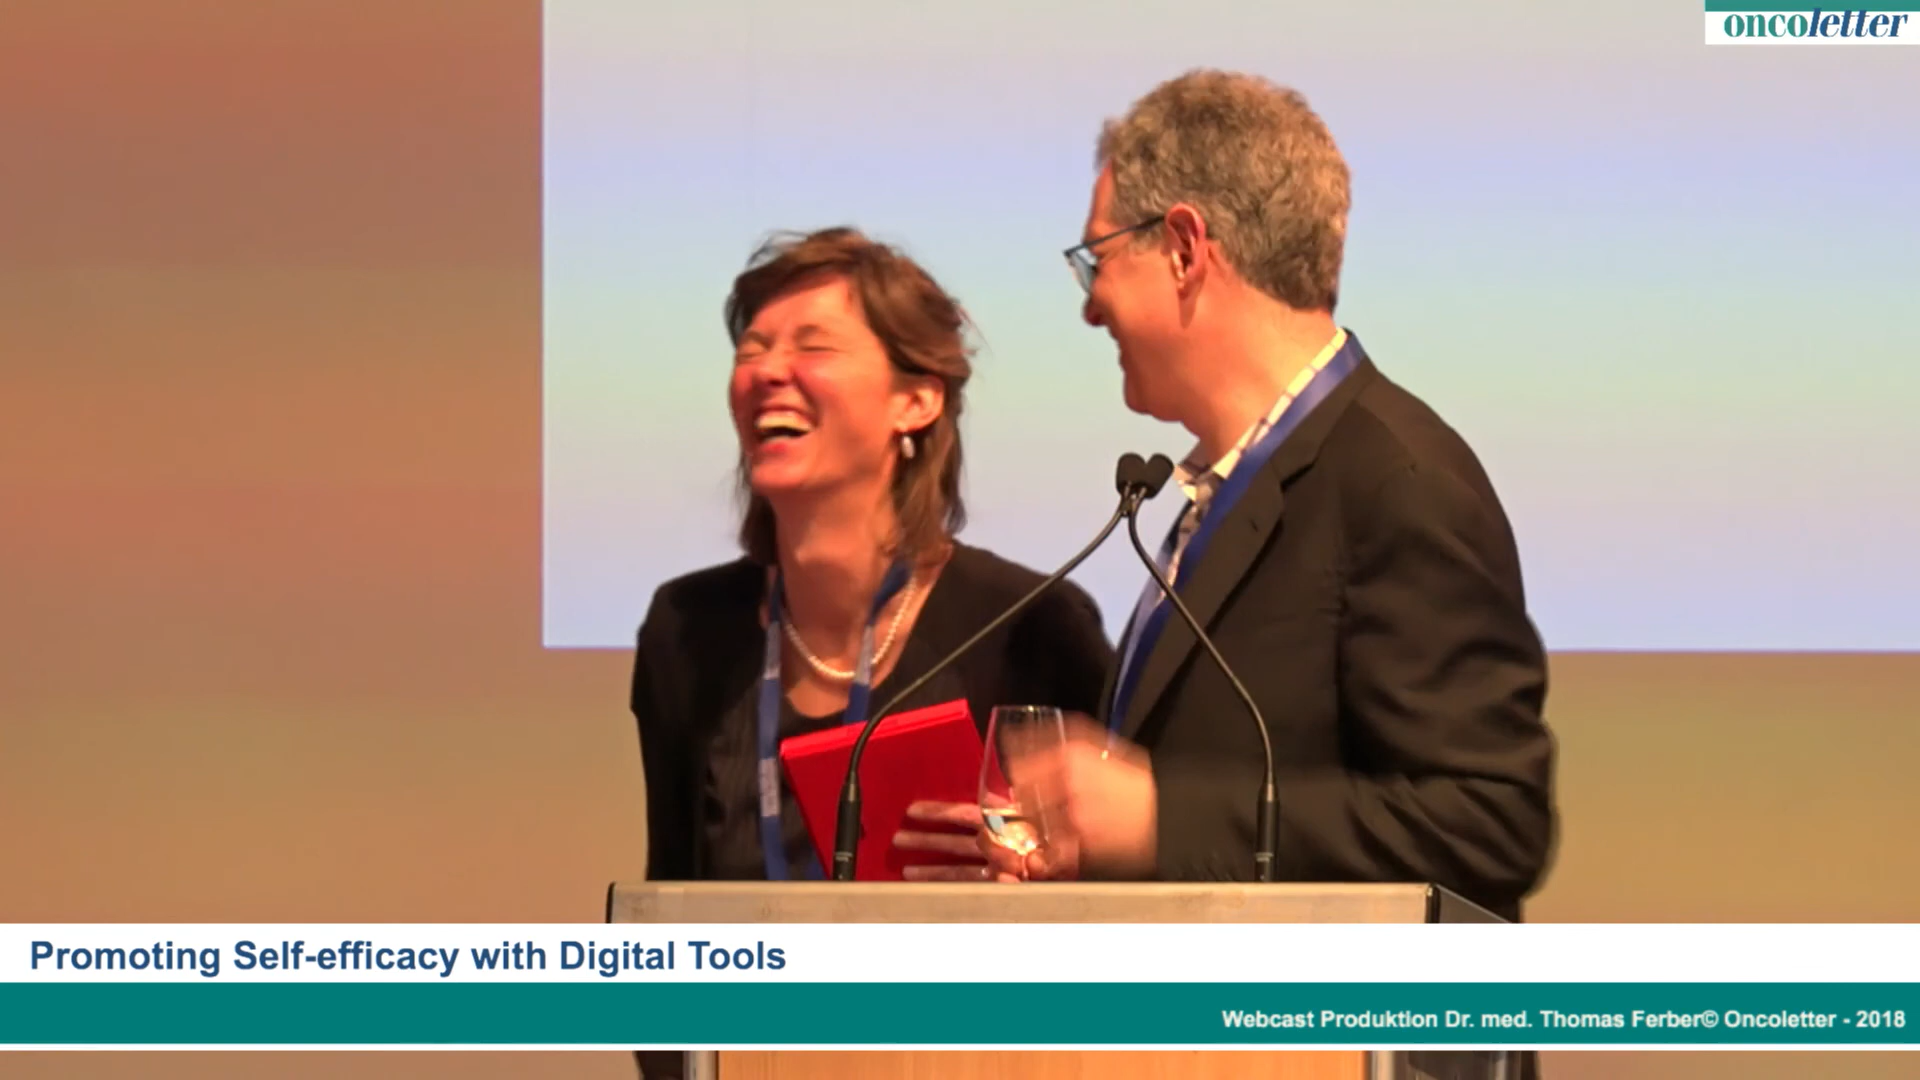 oncoletter
Promoting Self-efficacy with Digital Tools
Webcast Produktion Dr. med. Thomas Ferber© Oncoletter - 2018